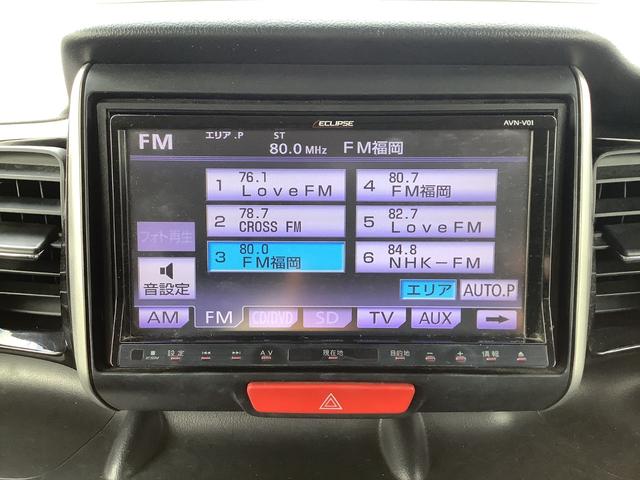 ECLIPSE
AVN-V01
FM
エリア.P
ST
80.0 MHz
FM福岡
1 76.1 LoveFM
4 80.7 FM福岡
2 78.7 CROSS FM
5 82.7 LoveFM
3 80.0 FM福岡
6 84.8 NHK-FM
フォト再生
音設定
エリア
AUTO.P
AM
FM
CD/DVD
SD
TV
AUX
設定
AV
現在地
目的地
情報